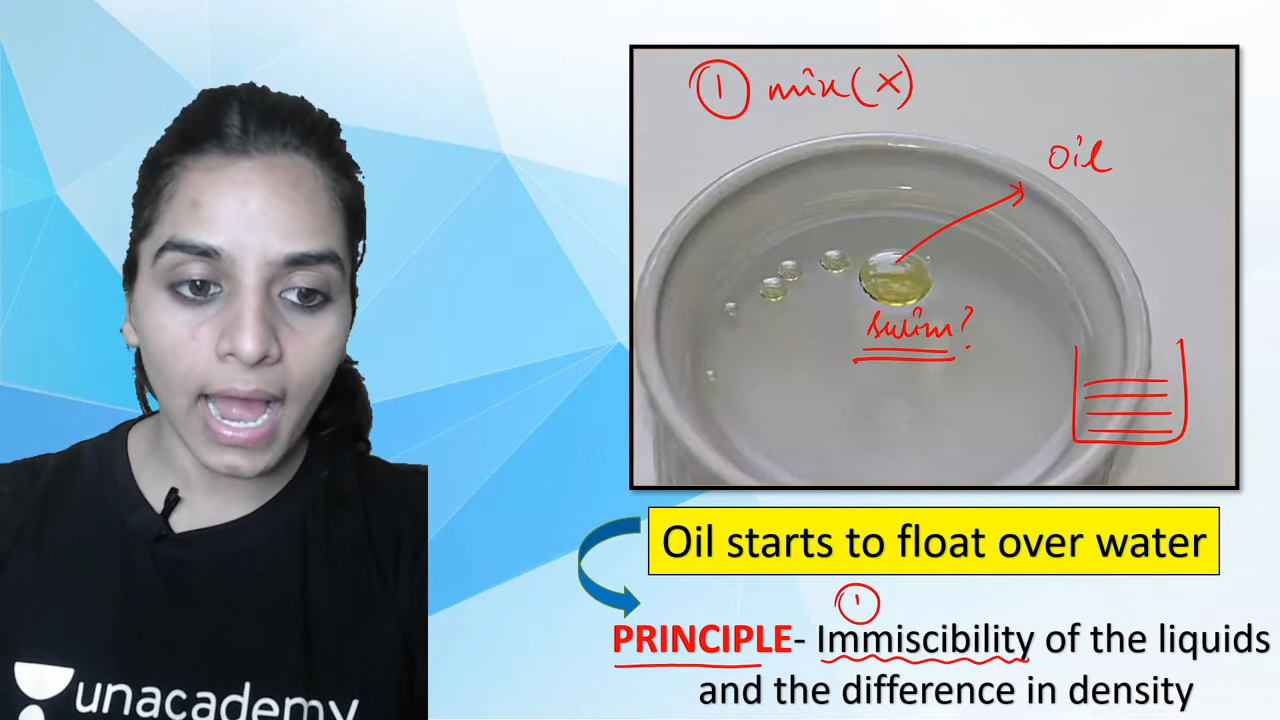 ① mix(X)
Oil
swim?
Oil starts to float over water
①
PRINCIPLE- Immiscibility of the liquids
and the difference in density
unacademy